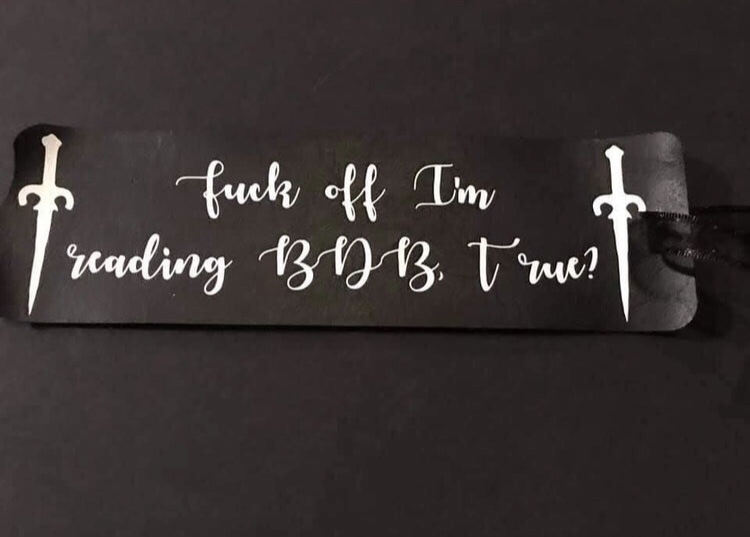 fuck off I'm
reading BDB, True?